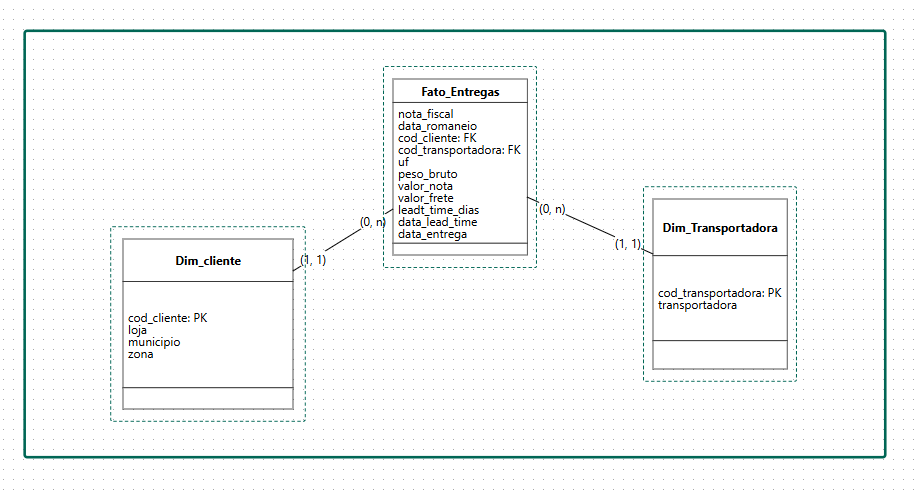 Fato_Entregas
nota_fiscal
data_romaneio
cod_cliente: FK
cod_transportadora: FK
uf
peso_bruto
valor_nota
valor_frete
leadt_time_dias
data_lead_time
data_entrega
(0, n)
(1, 1)
(0, n)
(1, 1)
Dim_cliente
cod_cliente: PK
loja
municipio
zona
Dim_Transportadora
cod_transportadora: PK
transportadora